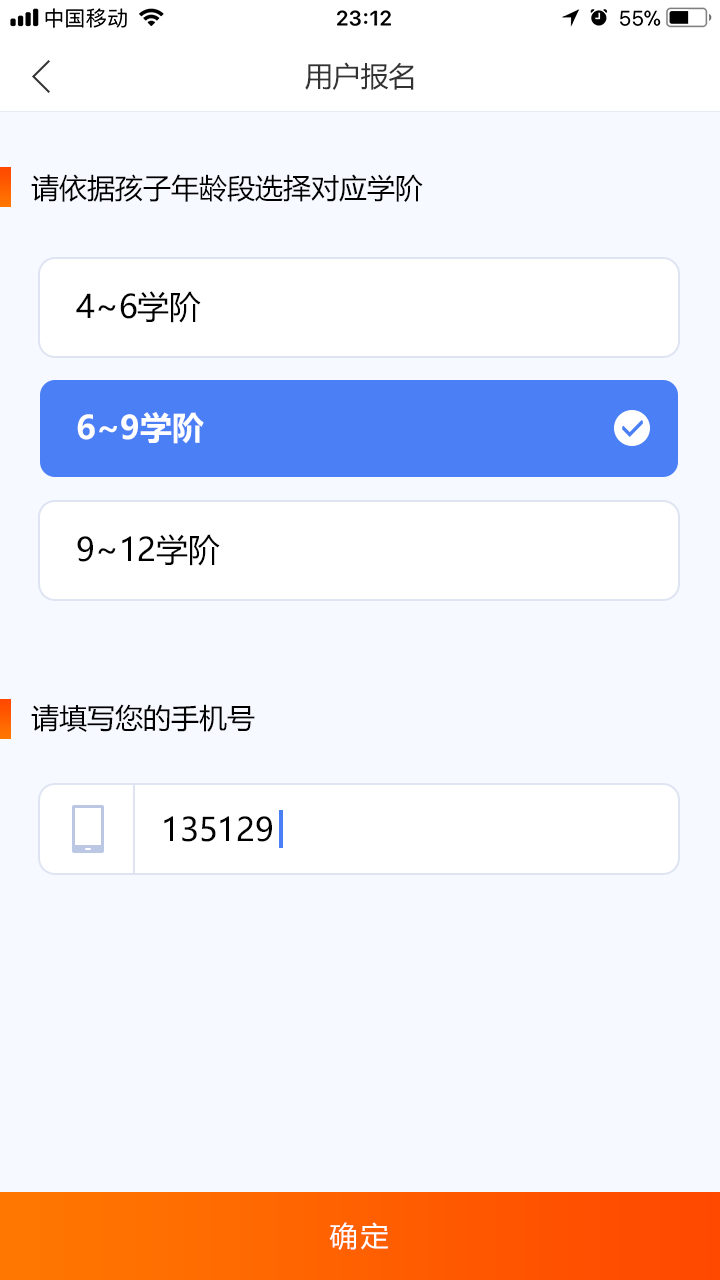 中国移动 23:12 55%
用户报名
请依据孩子年龄段选择对应学阶
4~6学阶
6~9学阶
9~12学阶
请填写您的手机号
135129
确定